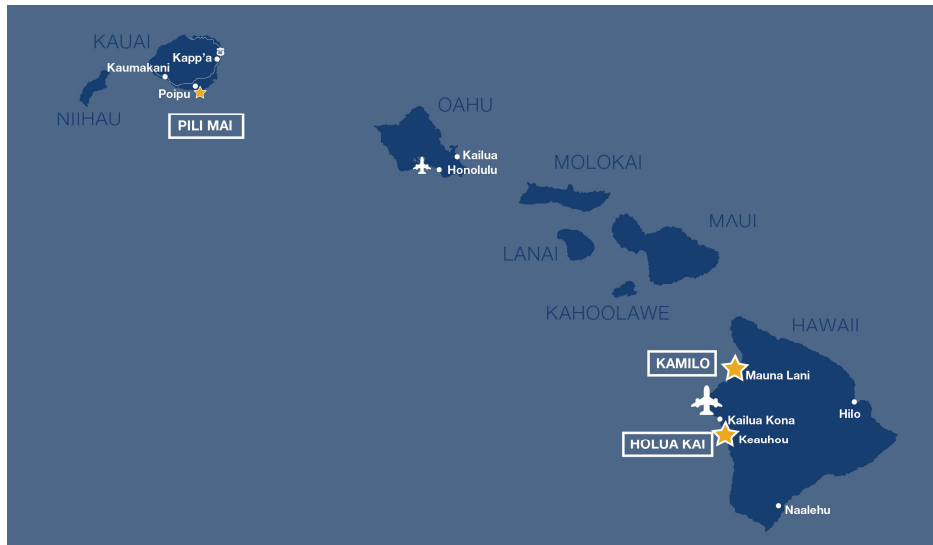 KAUAI
Kapp'a
Kaumakani
Poipu
NIIHAU
PILI MAI
OAHU
Kailua
Honolulu
MOLOKAI
MAUI
LANAI
KAHOOLAWE
HAWAII
KAMILO
Mauna Lani
Hilo
Kailua Kona
HOLUA KAI
Keauhou
Naalehu